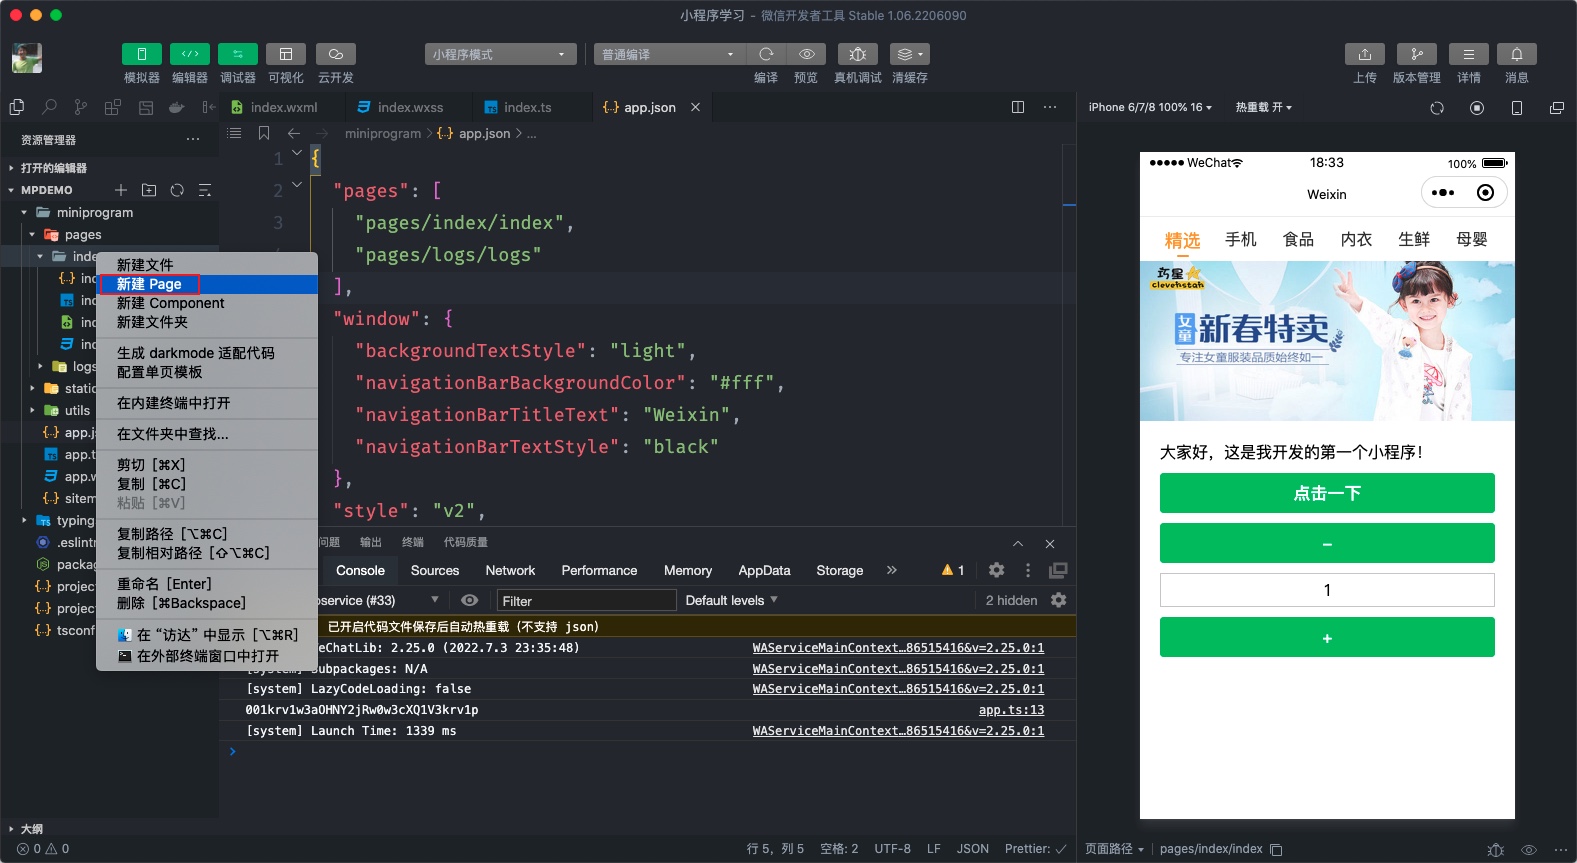 小程序学习 - 微信开发者工具 Stable 1.06.2206090
小程序模式
普通编译
模拟器 编辑器 调试器 可视化 云开发
编译 预览 真机调试 清缓存
上传 版本管理 详情 消息
index.wxml index.wxss index.ts {..} app.json
iPhone 6/7/8 100% 16
热重载 开
资源管理器
打开的编辑器
MPDEMO
miniprogram
pages
inde
{..} inc
TS inc
inc
inc
logs
static
utils
{..} app.js
TS app.t
app.w
{..} sitem
typing
.eslintr
packag
{..} project
{..} project
{..} tsconf
大纲
0 0
新建文件
新建 Page
新建 Component
新建文件夹
生成 darkmode 适配代码
配置单页模板
在内建终端中打开
在文件夹中查找...
剪切 [⌘X]
复制 [⌘C]
粘贴 [⌘V]
复制路径 [⌥⌘C]
复制相对路径 [⇧⌥⌘C]
重命名 [Enter]
删除 [⌘Backspace]
在 “访达” 中显示 [⌥⌘R]
在外部终端窗口中打开
miniprogram > {..} app.json > ...
1 {
2 "pages": [
3 "pages/index/index",
"pages/logs/logs"
],
"window": {
"backgroundTextStyle": "light",
"navigationBarBackgroundColor": "#fff",
"navigationBarTitleText": "Weixin",
"navigationBarTextStyle": "black"
},
"style": "v2",
问题 输出 终端 代码质量
Console Sources Network Performance Memory AppData Storage » 1
oservice (#33) Filter Default levels 2 hidden
已开启代码文件保存后自动热重载（不支持 json）
eChatLib: 2.25.0 (2022.7.3 23:35:48) WAServiceMainContext…86515416&v=2.25.0:1
[system] Subpackages: N/A WAServiceMainContext…86515416&v=2.25.0:1
[system] LazyCodeLoading: false WAServiceMainContext…86515416&v=2.25.0:1
001krv1w3aOHNY2jRw0w3cXQ1V3krv1p app.ts:13
[system] Launch Time: 1339 ms WAServiceMainContext…86515416&v=2.25.0:1
>
行 5，列 5 空格: 2 UTF-8 LF JSON Prettier: ✓
WeChat 18:33 100%
Weixin
精选 手机 食品 内衣 生鲜 母婴
clevenstar
女童 新春特卖
专注女童服装品质始终如一
大家好，这是我开发的第一个小程序！
点击一下
-
1
+
页面路径 pages/index/index